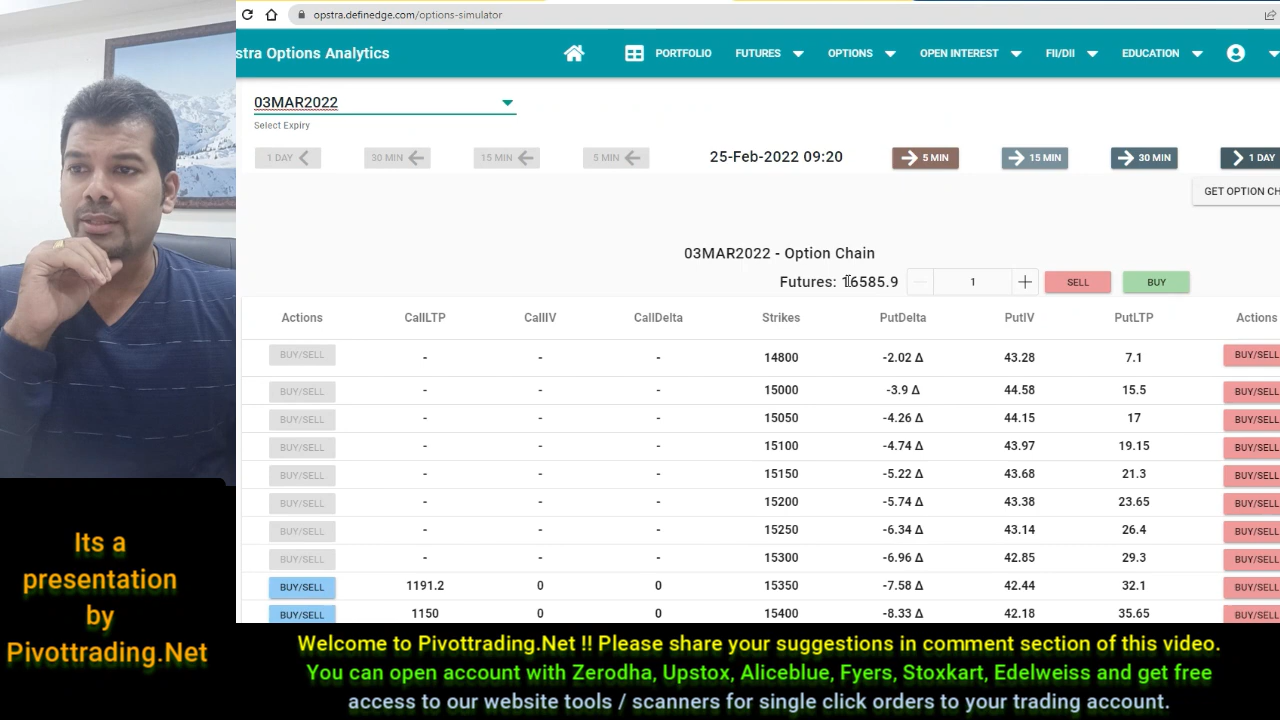 opstra.definedge.com/options-simulator
stra Options Analytics
PORTFOLIO
FUTURES
OPTIONS
OPEN INTEREST
FII/DII
EDUCATION
03MAR2022
Select Expiry
1 DAY
30 MIN
15 MIN
5 MIN
25-Feb-2022 09:20
5 MIN
15 MIN
30 MIN
1 DAY
GET OPTION CH
03MAR2022 - Option Chain
Futures: 16585.9
1
SELL
BUY
Actions CallLTP CallIV CallDelta Strikes PutDelta PutIV PutLTP Actions
BUY/SELL - - - 14800 -2.02 Δ 43.28 7.1 BUY/SELL
BUY/SELL - - - 15000 -3.9 Δ 44.58 15.5 BUY/SELL
BUY/SELL - - - 15050 -4.26 Δ 44.15 17 BUY/SELL
BUY/SELL - - - 15100 -4.74 Δ 43.97 19.15 BUY/SELL
BUY/SELL - - - 15150 -5.22 Δ 43.68 21.3 BUY/SELL
BUY/SELL - - - 15200 -5.74 Δ 43.38 23.65 BUY/SELL
BUY/SELL - - - 15250 -6.34 Δ 43.14 26.4 BUY/SELL
BUY/SELL - - - 15300 -6.96 Δ 42.85 29.3 BUY/SELL
BUY/SELL 1191.2 0 0 15350 -7.58 Δ 42.44 32.1 BUY/SELL
BUY/SELL 1150 0 0 15400 -8.33 Δ 42.18 35.65 BUY/SELL
Its a
presentation
by
Pivottrading.Net
Welcome to Pivottrading.Net !! Please share your suggestions in comment section of this video.
You can open account with Zerodha, Upstox, Aliceblue, Fyers, Stoxkart, Edelweiss and get free
access to our website tools / scanners for single click orders to your trading account.